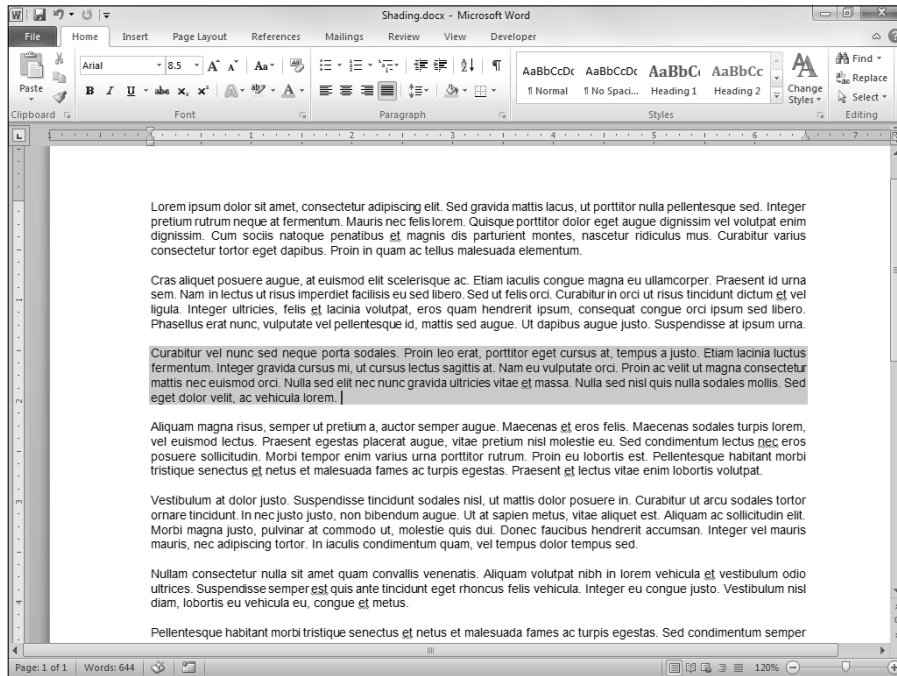 Shading.docx - Microsoft Word
File Home Insert Page Layout References Mailings Review View Developer
Paste
Clipboard
Arial 8.5
Font
Paragraph
AaBbCcDc AaBbCcDc AaBbC AaBbCc
¶ Normal ¶ No Spaci... Heading 1 Heading 2
Change Styles
Styles
Find
Replace
Select
Editing
1 1 2 3 4 5 6 7
Lorem ipsum dolor sit amet, consectetur adipiscing elit. Sed gravida mattis lacus, ut porttitor nulla pellentesque sed. Integer
pretium rutrum neque at fermentum. Mauris nec felis lorem. Quisque porttitor dolor eget augue dignissim vel volutpat enim
dignissim. Cum sociis natoque penatibus et magnis dis parturient montes, nascetur ridiculus mus. Curabitur varius
consectetur tortor eget dapibus. Proin in quam ac tellus malesuada elementum.
Cras aliquet posuere augue, at euismod elit scelerisque ac. Etiam iaculis congue magna eu ullamcorper. Praesent id urna
sem. Nam in lectus ut risus imperdiet facilisis eu sed libero. Sed ut felis orci. Curabitur in orci ut risus tincidunt dictum et vel
ligula. Integer ultricies, felis et lacinia volutpat, eros quam hendrerit ipsum, consequat congue orci ipsum sed libero.
Phasellus erat nunc, vulputate vel pellentesque id, mattis sed augue. Ut dapibus augue justo. Suspendisse at ipsum urna.
Curabitur vel nunc sed neque porta sodales. Proin leo erat, porttitor eget cursus at, tempus a justo. Etiam lacinia luctus
fermentum. Integer gravida cursus mi, ut cursus lectus sagittis at. Nam eu vulputate orci. Proin ac velit ut magna consectetur
mattis nec euismod orci. Nulla sed elit nec nunc gravida ultricies vitae et massa. Nulla sed nisl quis nulla sodales mollis. Sed
eget dolor velit, ac vehicula lorem.
Aliquam magna risus, semper ut pretium a, auctor semper augue. Maecenas et eros felis. Maecenas sodales turpis lorem,
vel euismod lectus. Praesent egestas placerat augue, vitae pretium nisl molestie eu. Sed condimentum lectus nec eros
posuere sollicitudin. Morbi tempor enim varius urna porttitor rutrum. Proin eu lobortis est. Pellentesque habitant morbi
tristique senectus et netus et malesuada fames ac turpis egestas. Praesent et lectus vitae enim lobortis volutpat.
Vestibulum at dolor justo. Suspendisse tincidunt sodales nisl, ut mattis dolor posuere in. Curabitur ut arcu sodales tortor
ornare tincidunt. In nec justo justo, non bibendum augue. Ut at sapien metus, vitae aliquet est. Aliquam ac sollicitudin elit.
Morbi magna justo, pulvinar at commodo ut, molestie quis dui. Donec faucibus hendrerit accumsan. Integer vel mauris
mauris, nec adipiscing tortor. In iaculis condimentum quam, vel tempus dolor tempus sed.
Nullam consectetur nulla sit amet quam convallis venenatis. Aliquam volutpat nibh in lorem vehicula et vestibulum odio
ultrices. Suspendisse semper est quis ante tincidunt eget rhoncus felis vehicula. Integer eu congue justo. Vestibulum nisl
diam, lobortis eu vehicula eu, congue et metus.
Pellentesque habitant morbi tristique senectus et netus et malesuada fames ac turpis egestas. Sed condimentum semper
Page: 1 of 1 Words: 644 120%